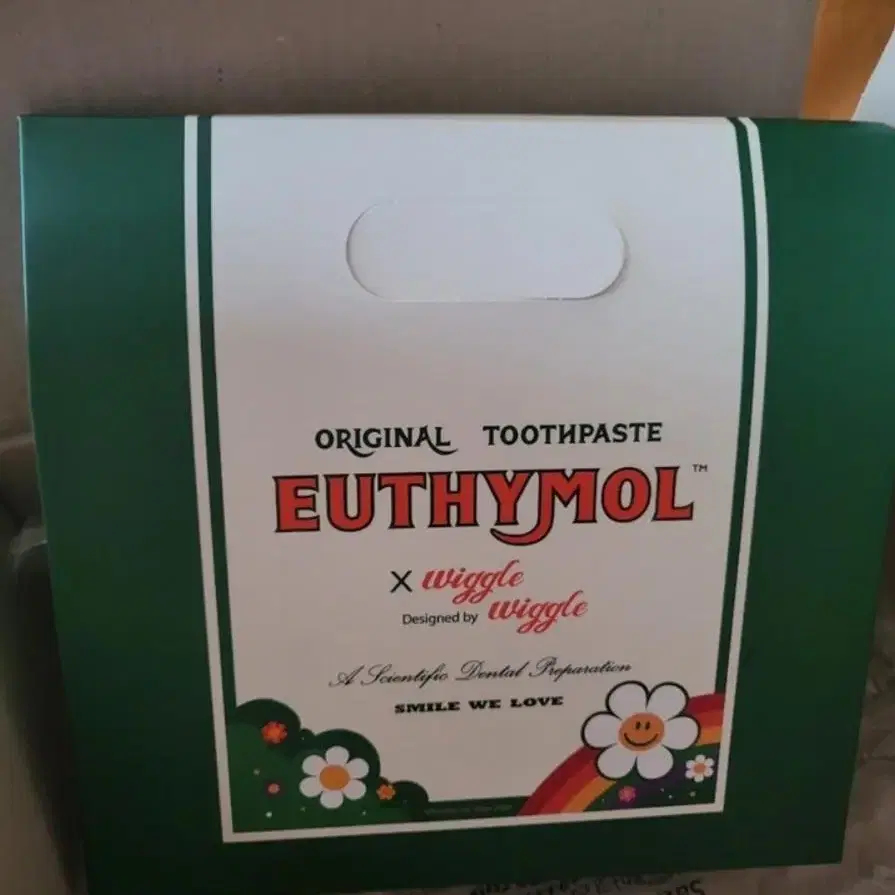 ORIGINAL TOOTHPASTE
EUTHYMOL™
X wiggle
Designed by wiggle
A Scientific Dental Preparation
SMILE WE LOVE